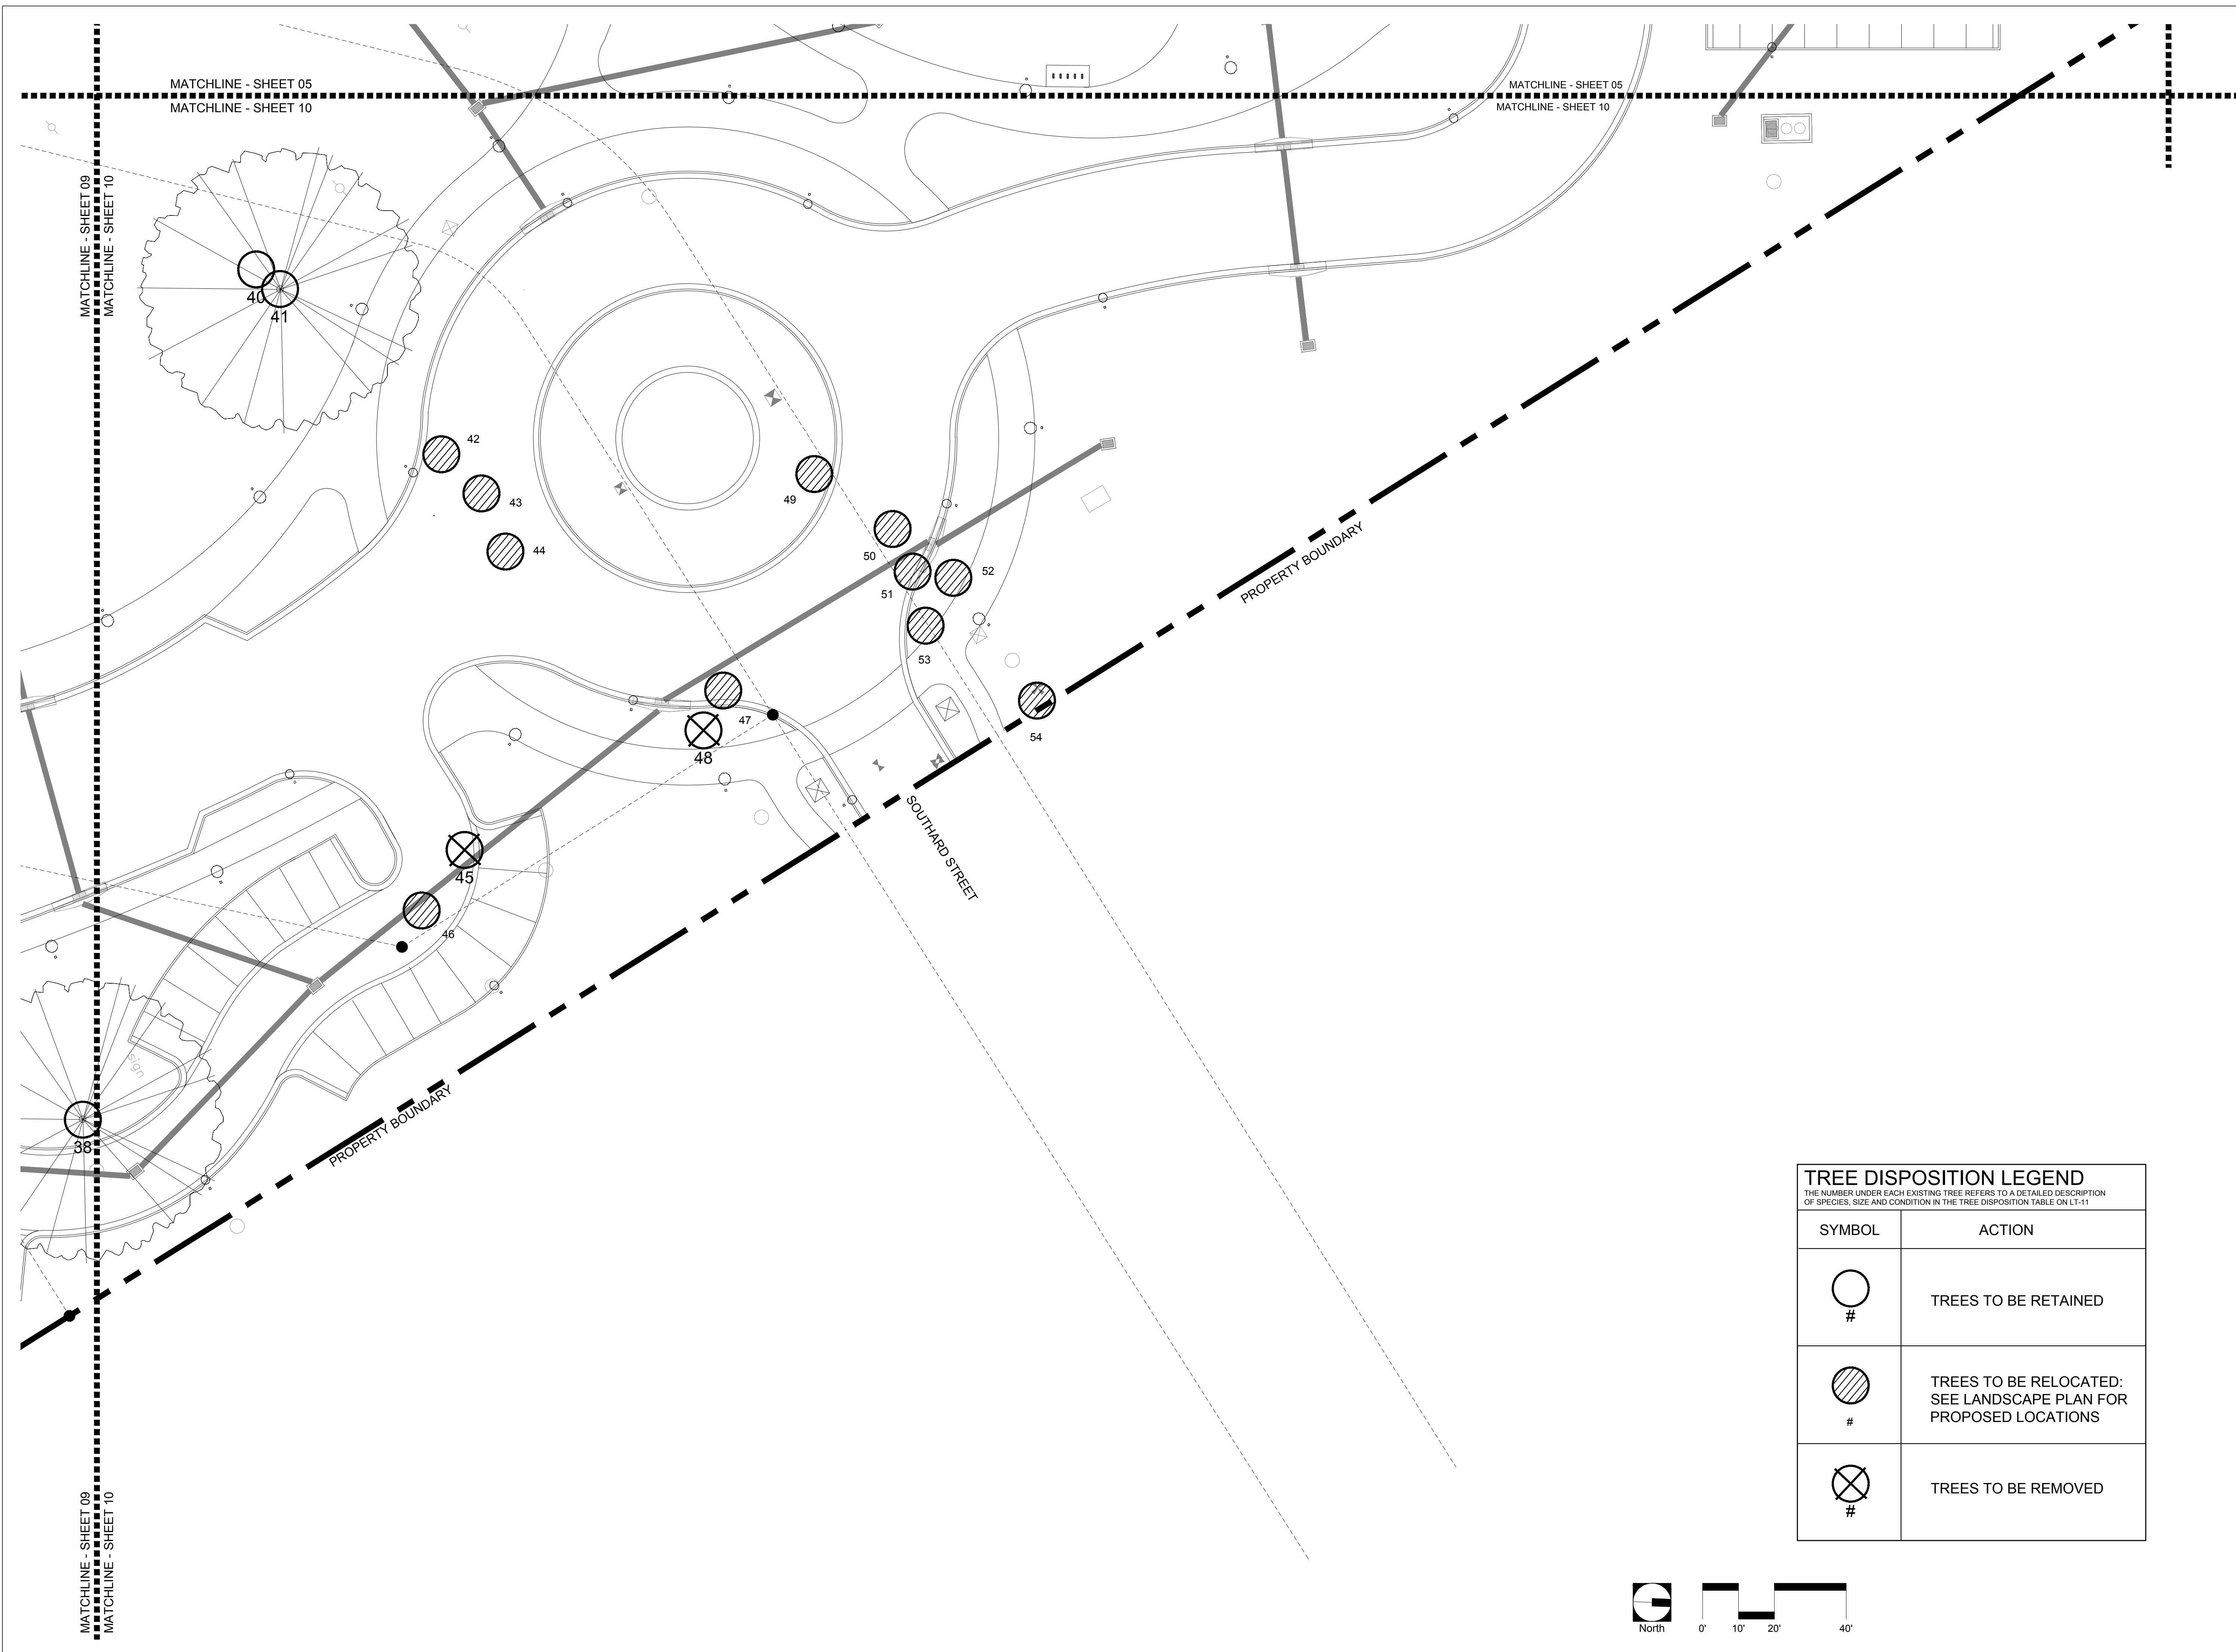 MATCHLINE - SHEET 05
MATCHLINE - SHEET 10
MATCHLINE - SHEET 05
MATCHLINE - SHEET 10
MATCHLINE - SHEET 09
MATCHLINE - SHEET 10
40
41
42
43
44
49
50
51
52
53
54
47
48
45
46
38
sign
PROPERTY BOUNDARY
SOUTHARD STREET
PROPERTY BOUNDARY
MATCHLINE - SHEET 09
MATCHLINE - SHEET 10
TREE DISPOSITION LEGEND
THE NUMBER UNDER EACH EXISTING TREE REFERS TO A DETAILED DESCRIPTION
OF SPECIES, SIZE AND CONDITION IN THE TREE DISPOSITION TABLE ON LT-11
SYMBOL ACTION
# TREES TO BE RETAINED
TREES TO BE RELOCATED:
SEE LANDSCAPE PLAN FOR
# PROPOSED LOCATIONS
TREES TO BE REMOVED
#
North 0' 10' 20' 40'